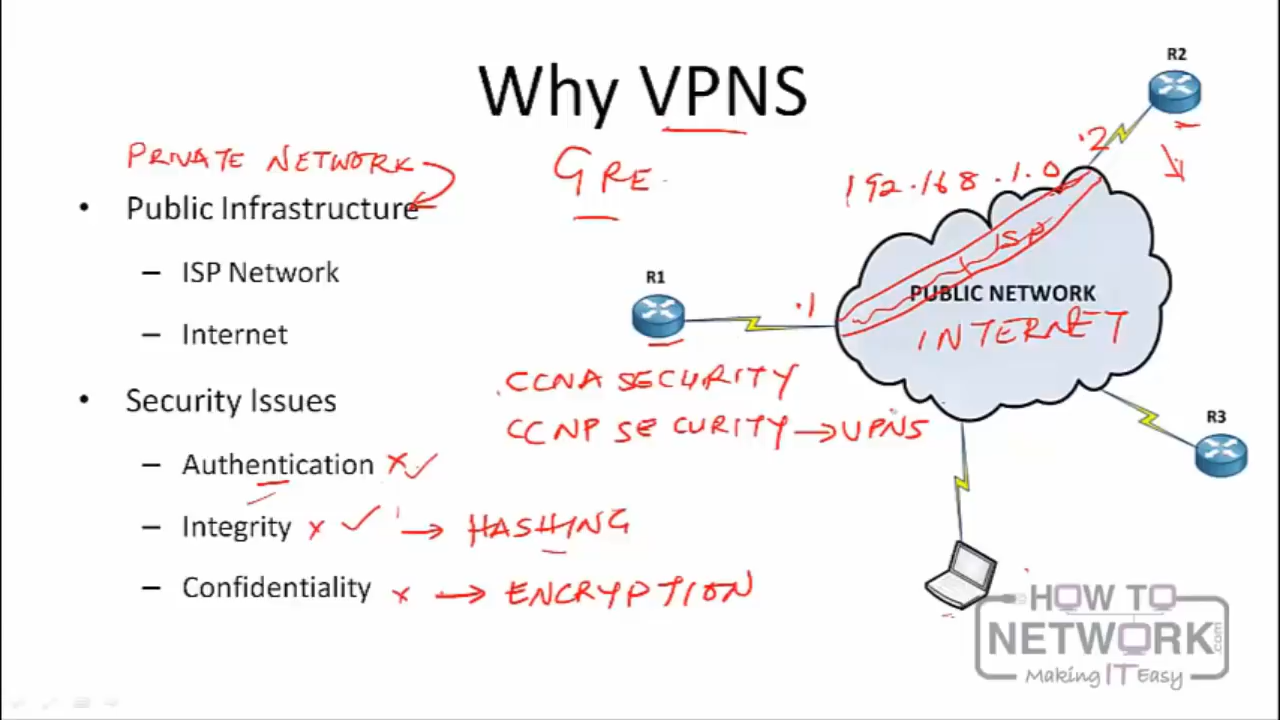 Why VPNS
R2
PRIVATE NETWORK
GRE
.2
192.168.1.0
• Public Infrastructure
ISP
– ISP Network
R1
.1
PUBLIC NETWORK
INTERNET
– Internet
CCNA SECURITY
• Security Issues
CCNP SECURITY → VPNS
R3
– Authentication × ✓
– Integrity × ✓ → HASHING
– Confidentiality × → ENCRYPTION
HOW TO
NETWORK.com
Making IT Easy